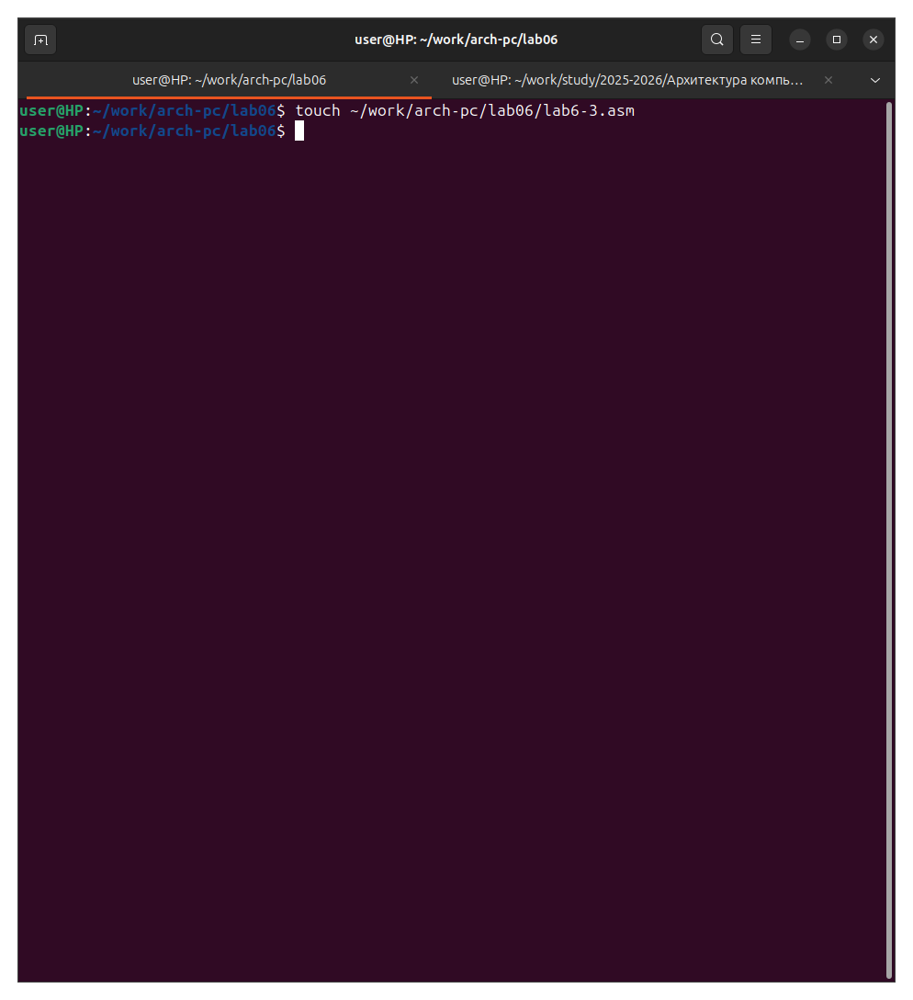 user@HP: ~/work/arch-pc/lab06
user@HP: ~/work/arch-pc/lab06 × user@HP: ~/work/study/2025-2026/Архитектура компь… ×
user@HP:~/work/arch-pc/lab06$ touch ~/work/arch-pc/lab06/lab6-3.asm
user@HP:~/work/arch-pc/lab06$